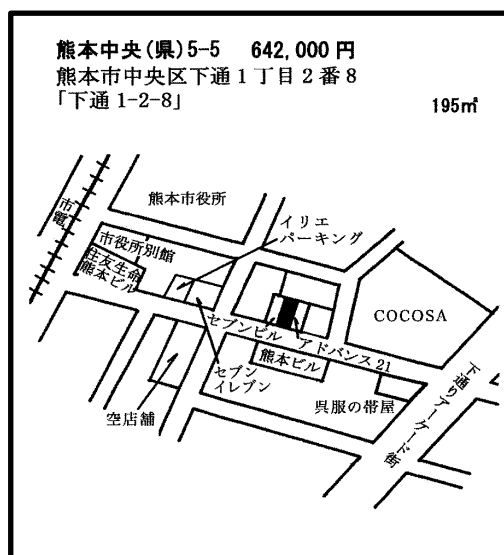 熊本中央(県)5-5 642,000 円
熊本市中央区下通1丁目2番8
「下通 1-2-8」
195㎡
熊本市役所
イリエ
パーキング
市電
市役所別館
住友生命
熊本ビル
COCOSA
セブンビル
アドバンス21
熊本ビル
セブン
イレブン
呉服の帯屋
空店舗
下通りアーケード街